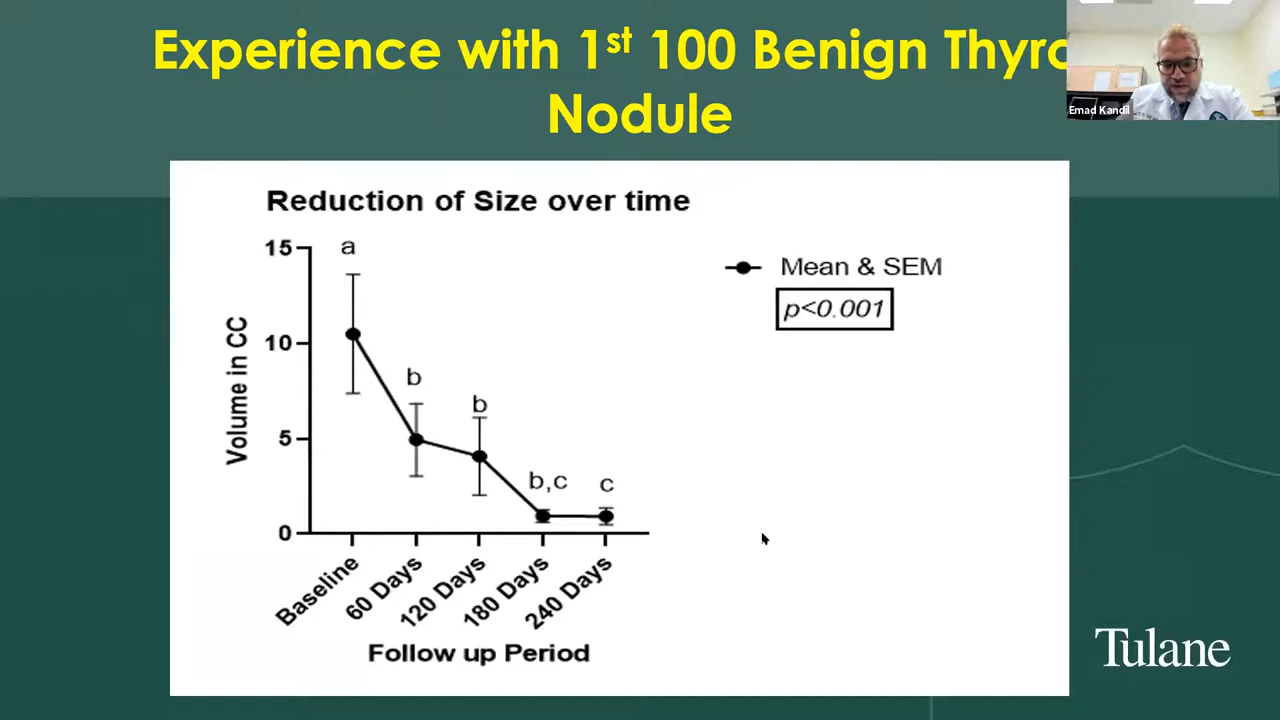 Experience with 1st 100 Benign Thyro
Nodule
Emad Kandil
Reduction of Size over time
Mean & SEM
p<0.001
Volume in CC
15
10
5
0
a
b
b
b,c
c
Baseline
60 Days
120 Days
180 Days
240 Days
Follow up Period
Tulane